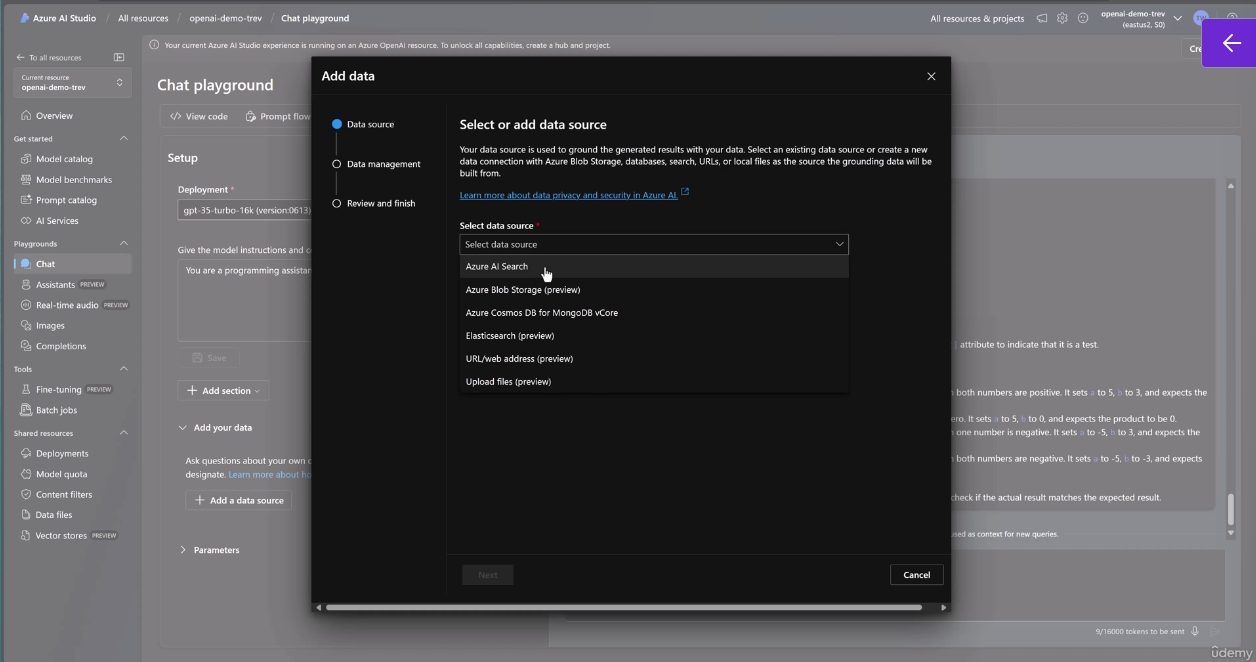 Azure AI Studio / All resources / openai-demo-trev / Chat playground
All resources & projects
openai-demo-trev
(eastus2, S0)
TW
Your current Azure AI Studio experience is running on an Azure OpenAI resource. To unlock all capabilities, create a hub and project.
To all resources
Current resource
openai-demo-trev
Overview
Get started
Model catalog
Model benchmarks
Prompt catalog
AI Services
Playgrounds
Chat
Assistants PREVIEW
Real-time audio PREVIEW
Images
Completions
Tools
Fine-tuning PREVIEW
Batch jobs
Shared resources
Deployments
Model quota
Content filters
Data files
Vector stores PREVIEW
Chat playground
View code
Prompt flow
Setup
Deployment *
gpt-35-turbo-16k (version:0613)
Give the model instructions and
You are a programming
Save
+ Add section
Add your data
Ask questions about your own
designate. Learn more about
+ Add a data source
Parameters
Add data
Data source
Data management
Review and finish
Select or add data source
Your data source is used to ground the generated results with your data. Select an existing data source or create a new
data connection with Azure Blob Storage, databases, search, URLs, or local files as the source the grounding data will be
built from.
Learn more about data privacy and security in Azure AI.
Select data source *
Select data source
Azure AI Search
Azure Blob Storage (preview)
Azure Cosmos DB for MongoDB vCore
Elasticsearch (preview)
URL/web address (preview)
Upload files (preview)
Next
Cancel
attribute to indicate that it is a test.
both numbers are positive. It sets a to 5, b to 3, and expects the
to 5, b to 0, and expects the product to be 0.
one number is negative. It sets a to -5, b to 3, and expects the
both numbers are negative. It sets a to -5, b to -3, and expects
check if the actual result matches the expected result.
used as context for new queries.
9/16000 tokens to be sent
ûdemy